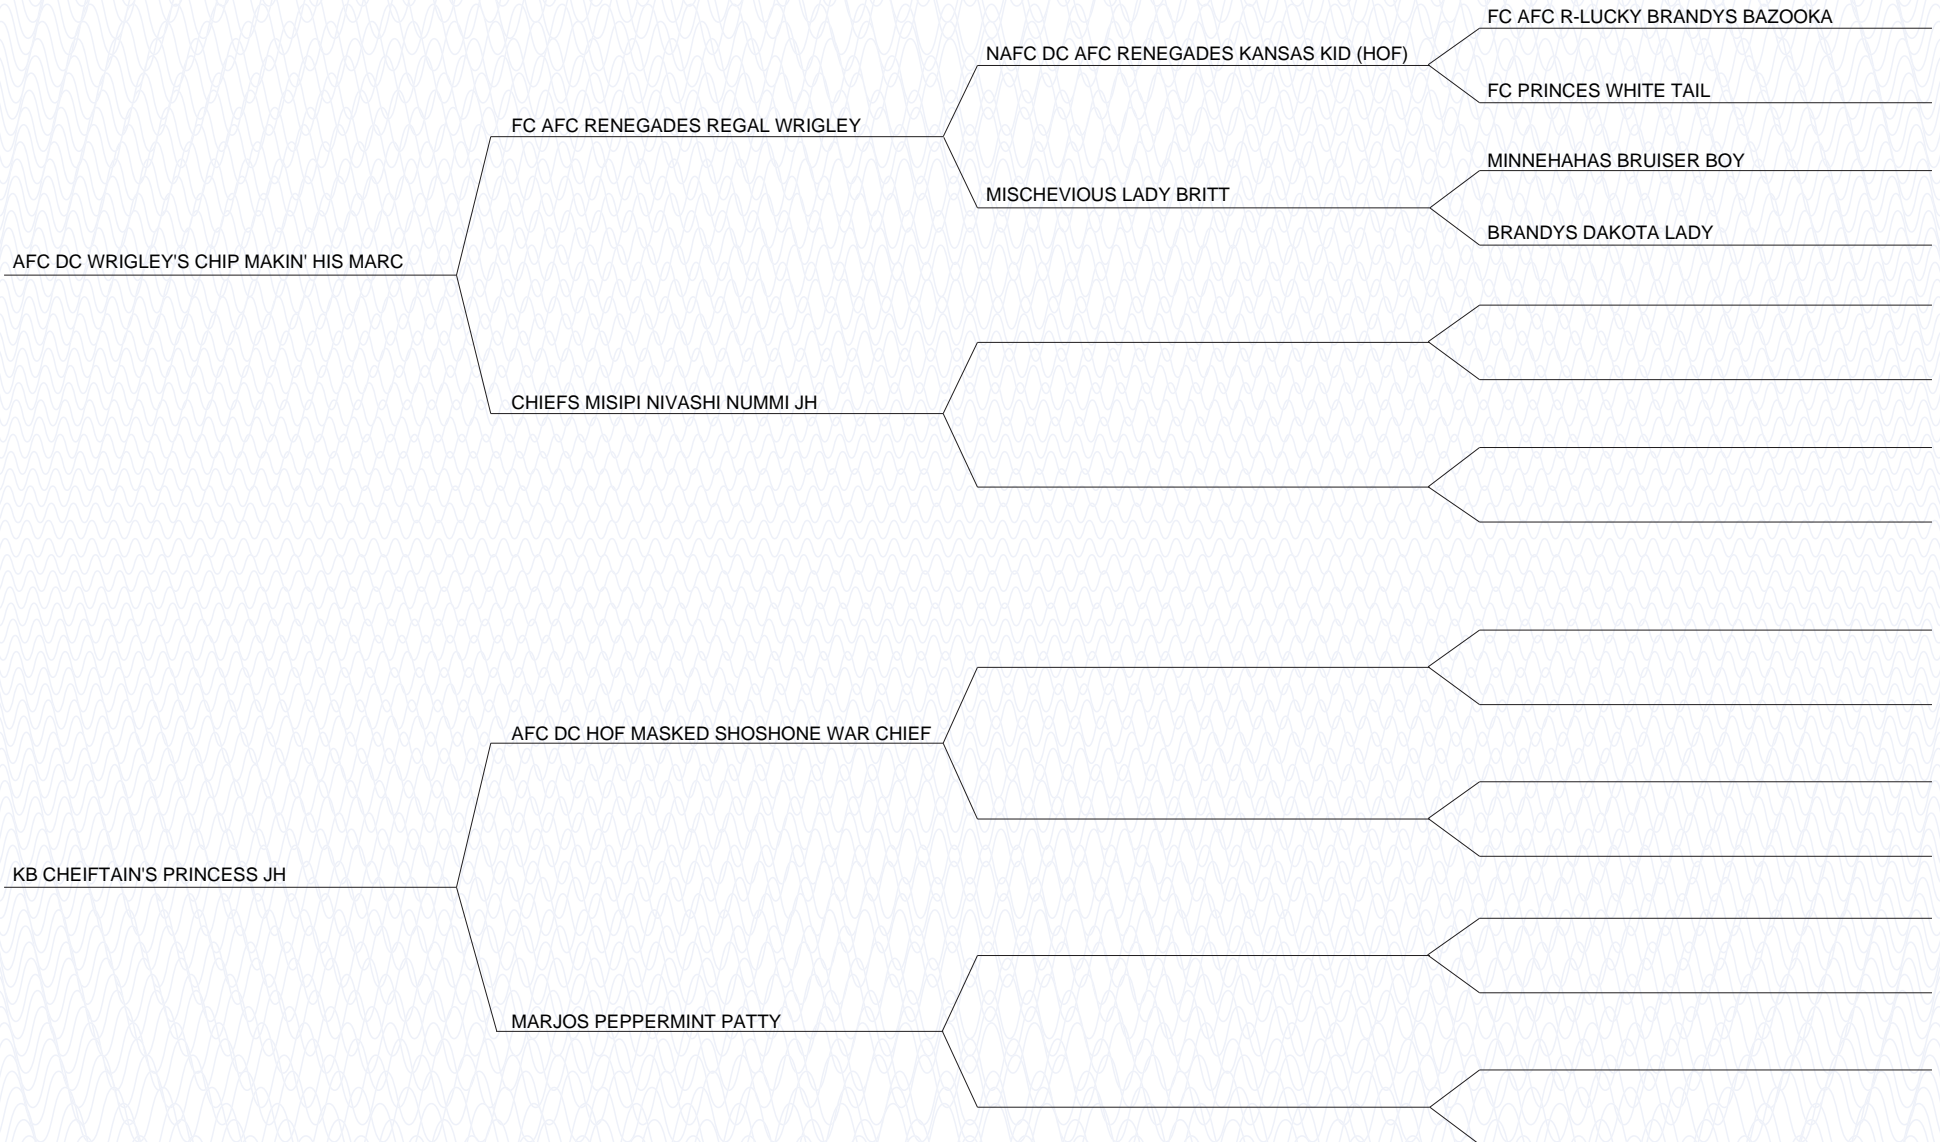 FC AFC R-LUCKY BRANDYS BAZOOKA
NAFC DC AFC RENEGADES KANSAS KID (HOF)
FC PRINCES WHITE TAIL
FC AFC RENEGADES REGAL WRIGLEY
MINNEHAHAS BRUISER BOY
MISCHEVIOUS LADY BRITT
BRANDYS DAKOTA LADY
AFC DC WRIGLEY'S CHIP MAKIN' HIS MARC
CHIEFS MISIPI NIVASHI NUMMI JH
AFC DC HOF MASKED SHOSHONE WAR CHIEF
KB CHEIFTAIN'S PRINCESS JH
MARJOS PEPPERMINT PATTY